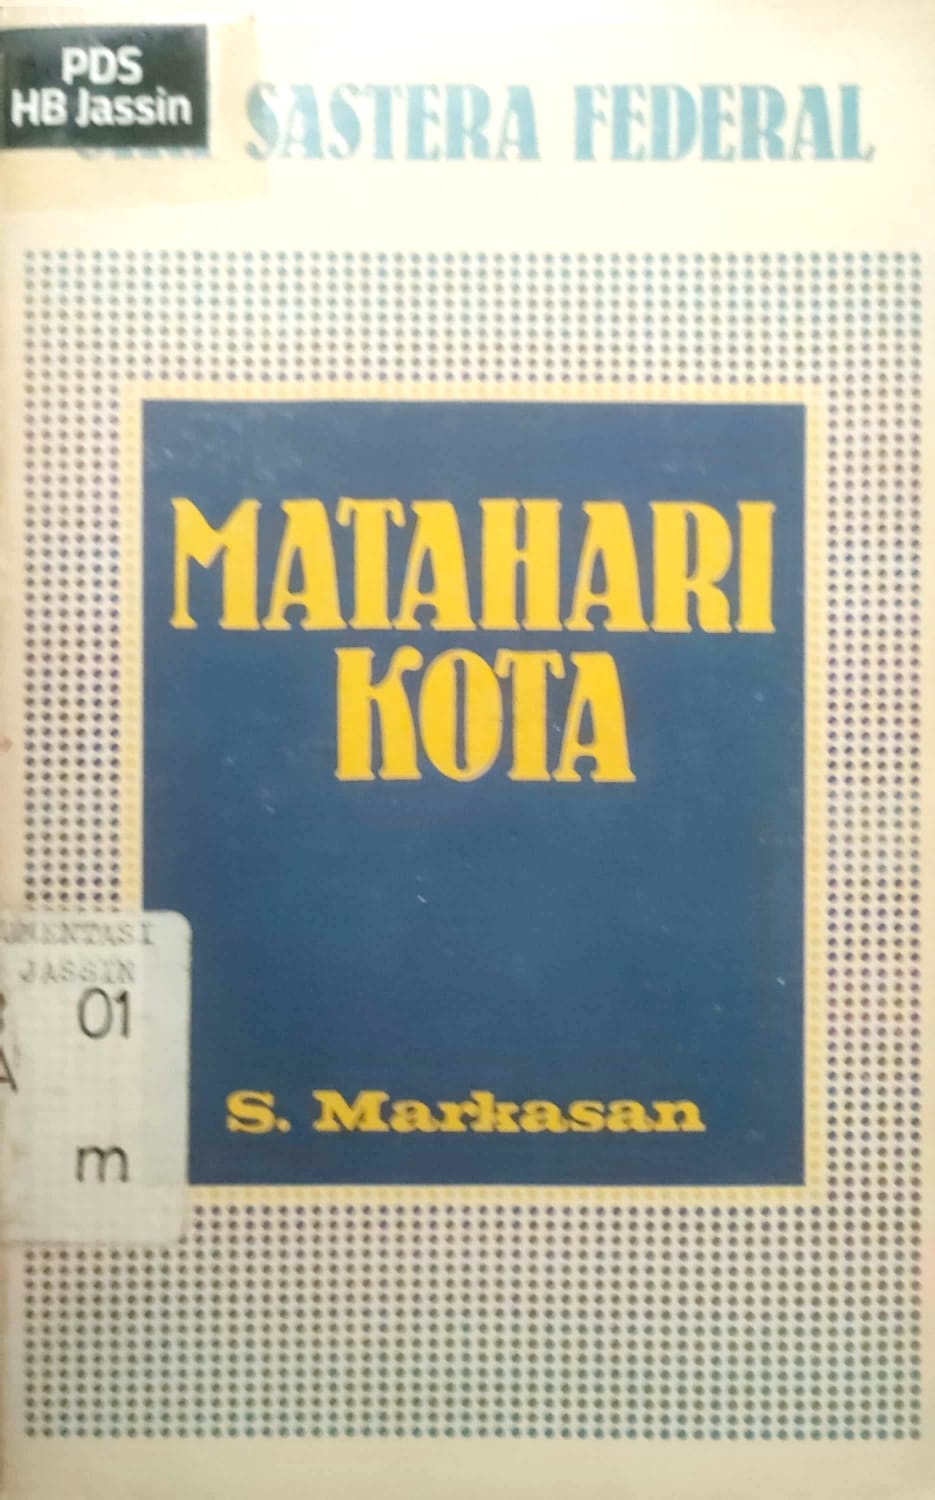 PDS
HB Jassin
SASTERA FEDERAL
MATAHARI
KOTA
JASSIN
01
m
S. Markasan